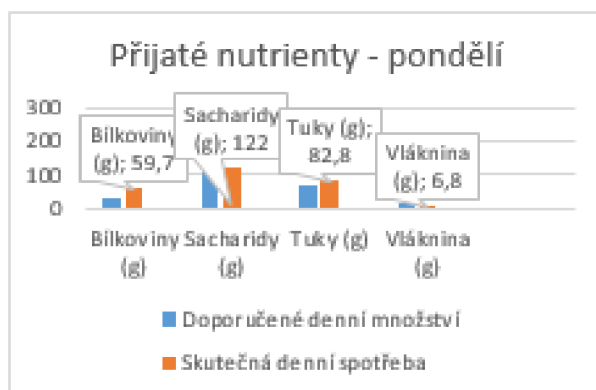 Přijaté nutrienty - pondělí
300
200
100
0
Bílkoviny
(g); 59,7
Sacharidy
(g); 122
Tuky (g);
82,8
Vláknina
(g); 6,8
Bílkoviny
(g)
Sacharidy
(g)
Tuky (g)
Vláknina
(g)
Doporučené denní množství
Skutečná denní spotřeba